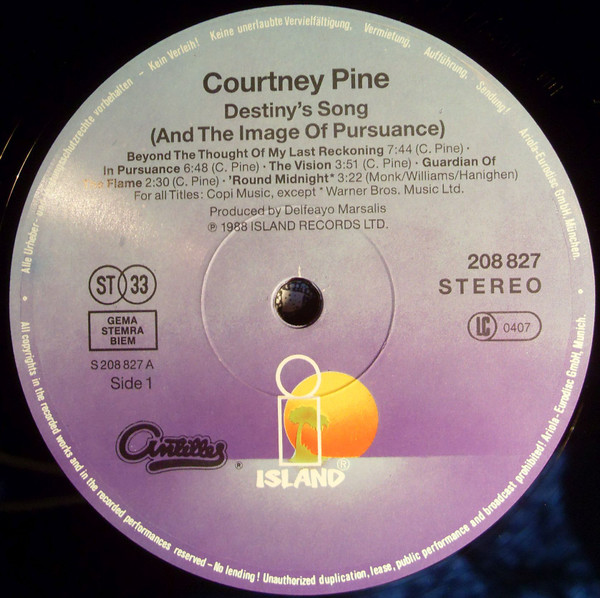 Courtney Pine
Destiny's Song
(And The Image Of Pursuance)
Beyond The Thought Of My Last Reckoning 7:44 (C. Pine) ·
In Pursuance 6:48 (C. Pine) · The Vision 3:51 (C. Pine) · Guardian Of
Flame 2:30 (C. Pine) · 'Round Midnight* 3:22 (Monk/Williams/Hanighen)
For all Titles: Copi Music, except * Warner Bros. Music Ltd.
Produced by Delfeayo Marsalis
℗ 1988 ISLAND RECORDS LTD.
208 827
STEREO
ST 33
GEMA
STEMRA
BIEM
LC 0407
S 208 827 A
Side 1
Antilles ®
ISLAND ®
Alle Urheber- vorbehalten – Kein Verleih! Keine unerlaubte Vervielfältigung, Vermietung, Aufführung, Sendung! Ariola-Eurodisc GmbH, München.
All copyrights in the recorded works and in the recorded performances reserved – No lending! Unauthorized duplication, lease, public performance and broadcast prohibited! Ariola-Eurodisc GmbH, Munich.